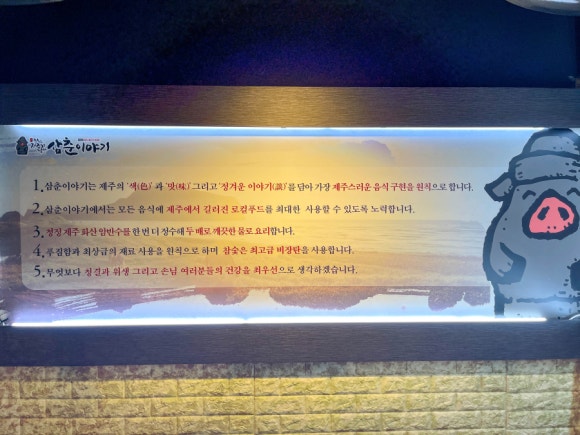 삼춘이야기
1. 삼춘이야기는 제주의 '색(色)'과 '맛(味)' 그리고 '정겨운 이야기(談)'를 담아 가장 제주스러운 음식 구현을 원칙으로 합니다.
2. 삼춘이야기에서는 모든 음식에 제주에서 길러진 로컬푸드를 최대한 사용할 수 있도록 노력합니다.
3. 청정 제주 화산 암반수를 한 번 더 정수해 두 배로 깨끗한 물로 요리합니다.
4. 푸짐함과 최상급의 재료 사용을 원칙으로 하며 참숯은 최고급 비장탄을 사용합니다.
5. 무엇보다 청결과 위생 그리고 손님 여러분들의 건강을 최우선으로 생각하겠습니다.